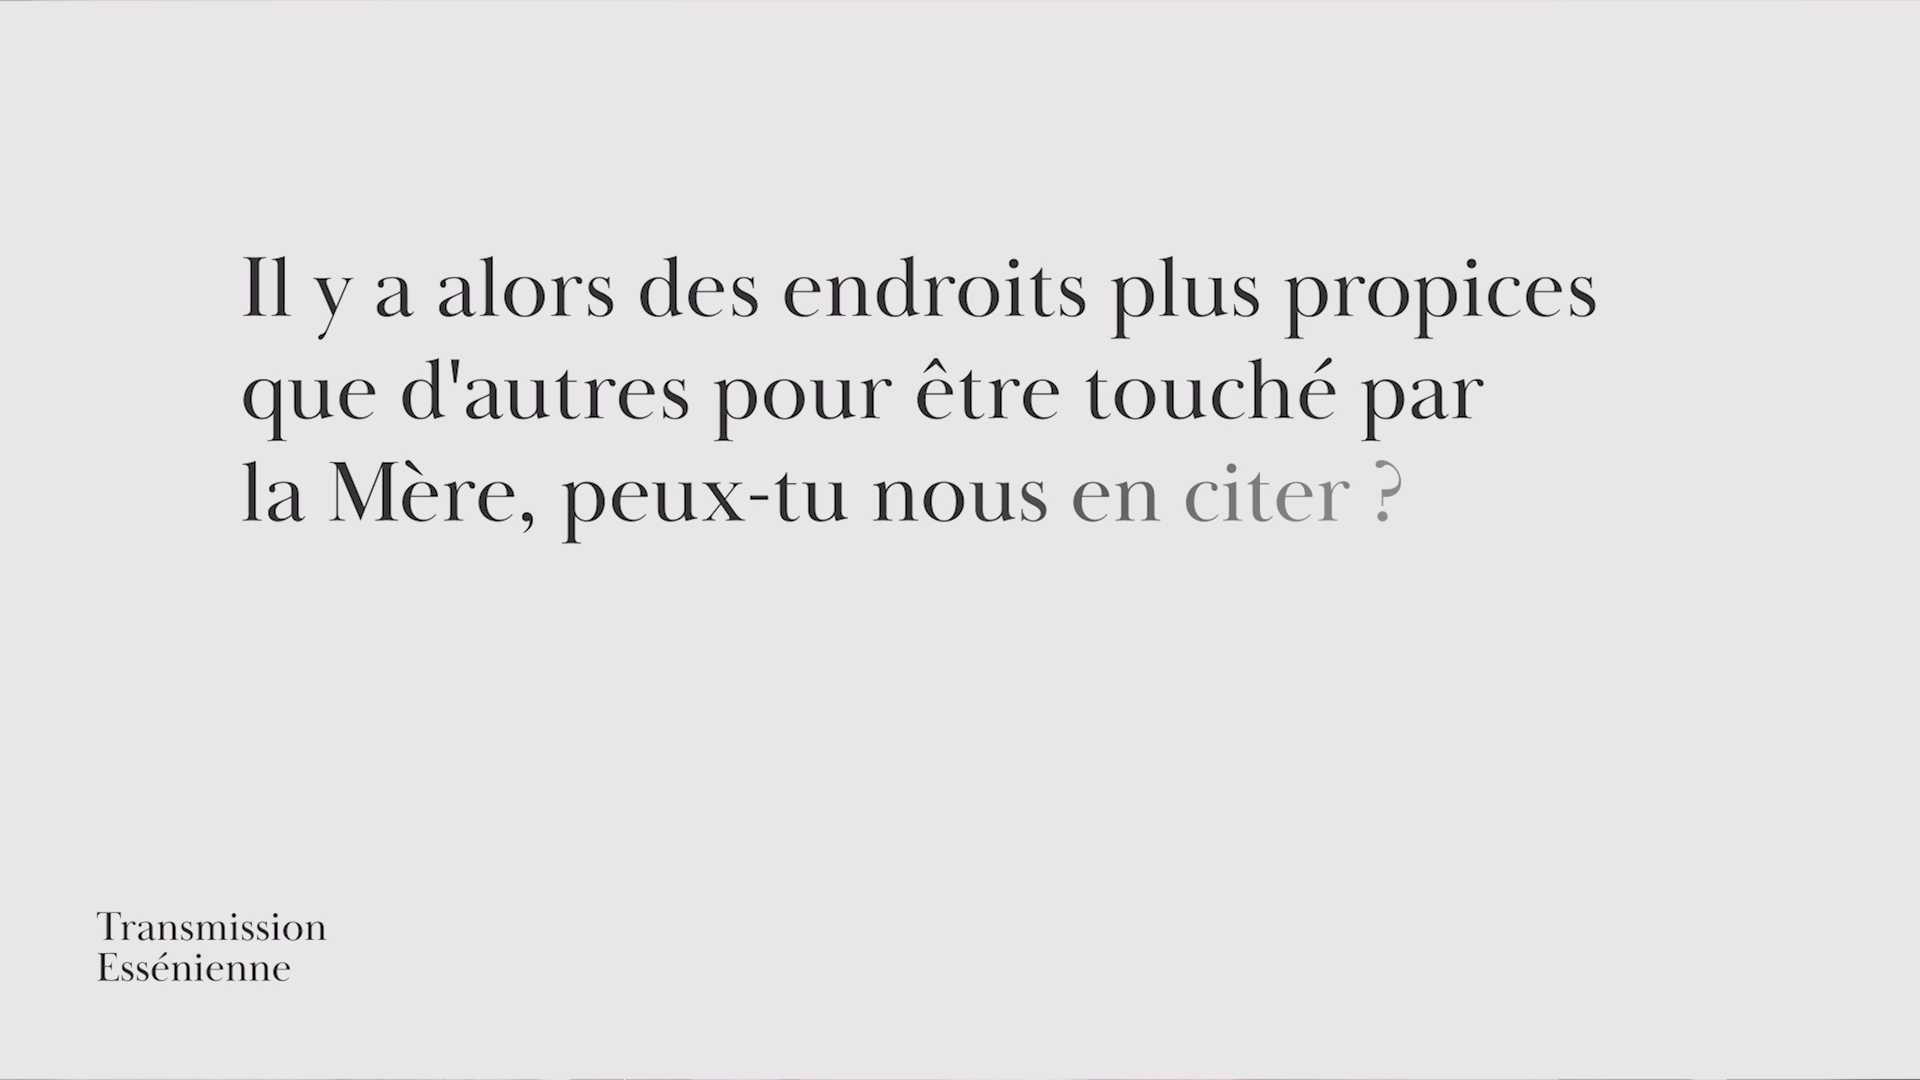 Il y a alors des endroits plus propices
que d'autres pour être touché par
la Mère, peux-tu nous en citer ?
Transmission
Essénienne